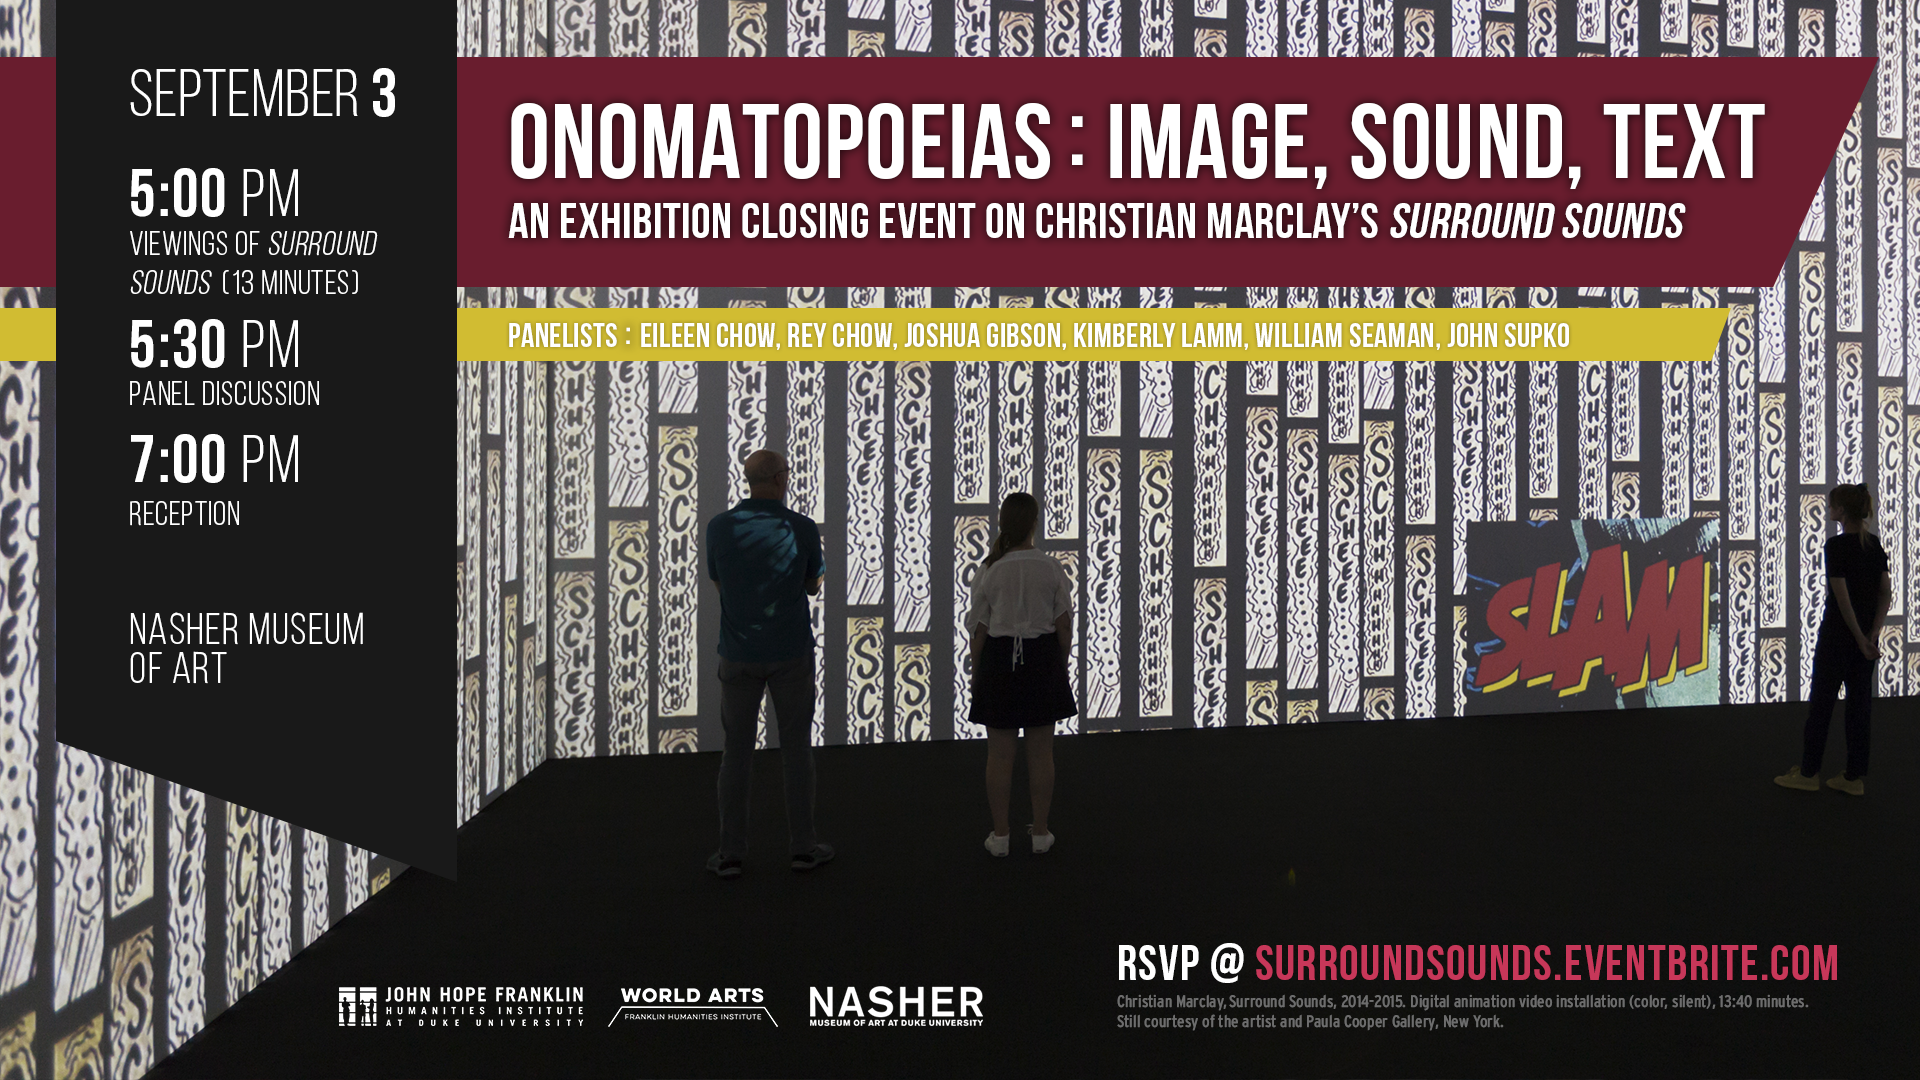 SEPTEMBER 3
5:00 PM
VIEWINGS OF SURROUND
SOUNDS (13 MINUTES)
5:30 PM
PANEL DISCUSSION
7:00 PM
RECEPTION
NASHER MUSEUM
OF ART
ONOMATOPOEIAS : IMAGE, SOUND, TEXT
AN EXHIBITION CLOSING EVENT ON CHRISTIAN MARCLAY’S SURROUND SOUNDS
PANELISTS : EILEEN CHOW, REY CHOW, JOSHUA GIBSON, KIMBERLY LAMM, WILLIAM SEAMAN, JOHN SUPKO
SLAM
RSVP @ SURROUNDSOUNDS.EVENTBRITE.COM
Christian Marclay, Surround Sounds, 2014-2015. Digital animation video installation (color, silent), 13:40 minutes.
Still courtesy of the artist and Paula Cooper Gallery, New York.
JOHN HOPE FRANKLIN
HUMANITIES INSTITUTE
AT DUKE UNIVERSITY
WORLD ARTS
FRANKLIN HUMANITIES INSTITUTE
NASHER
MUSEUM OF ART AT DUKE UNIVERSITY